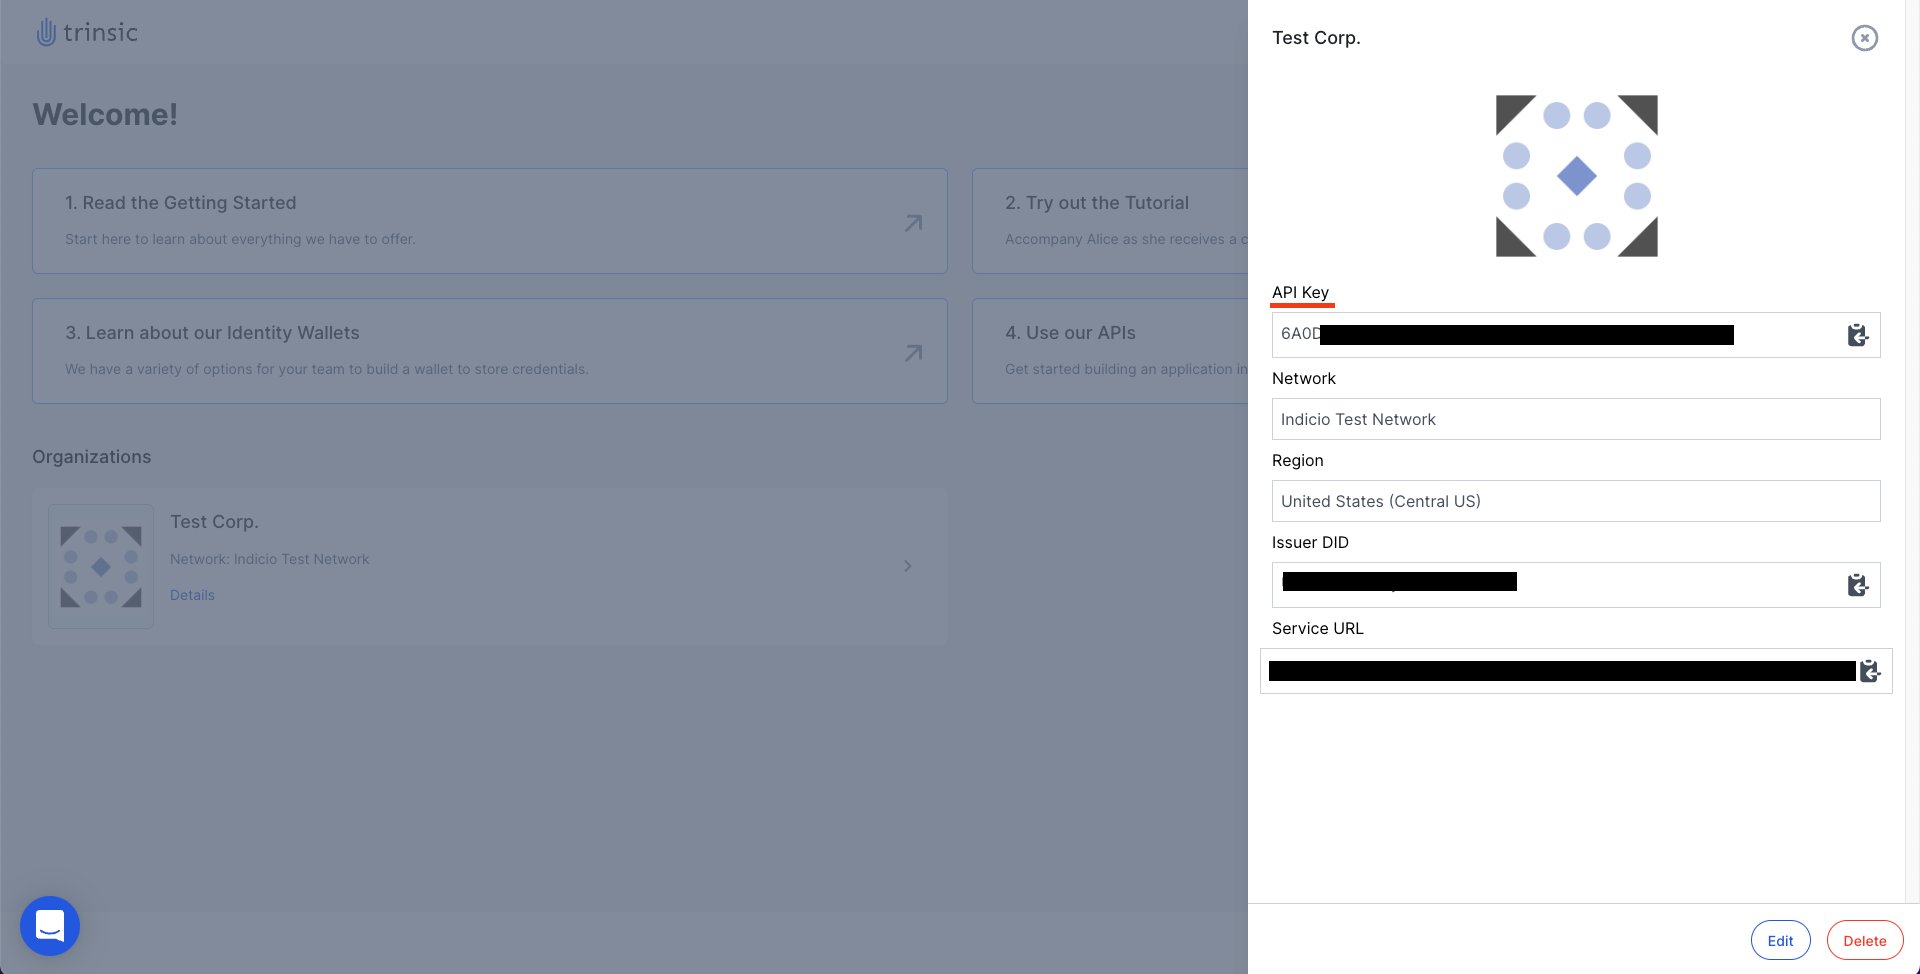 trinsic
Welcome!
1. Read the Getting Started
Start here to learn about everything we have to offer.
2. Try out the Tutorial
Accompany Alice as she receives a c
3. Learn about our Identity Wallets
We have a variety of options for your team to build a wallet to store credentials.
4. Use our APIs
Get started building an application in
Organizations
Test Corp.
Network: Indicio Test Network
Details
Test Corp.
API Key
6A0D
Network
Indicio Test Network
Region
United States (Central US)
Issuer DID
Service URL
Edit
Delete